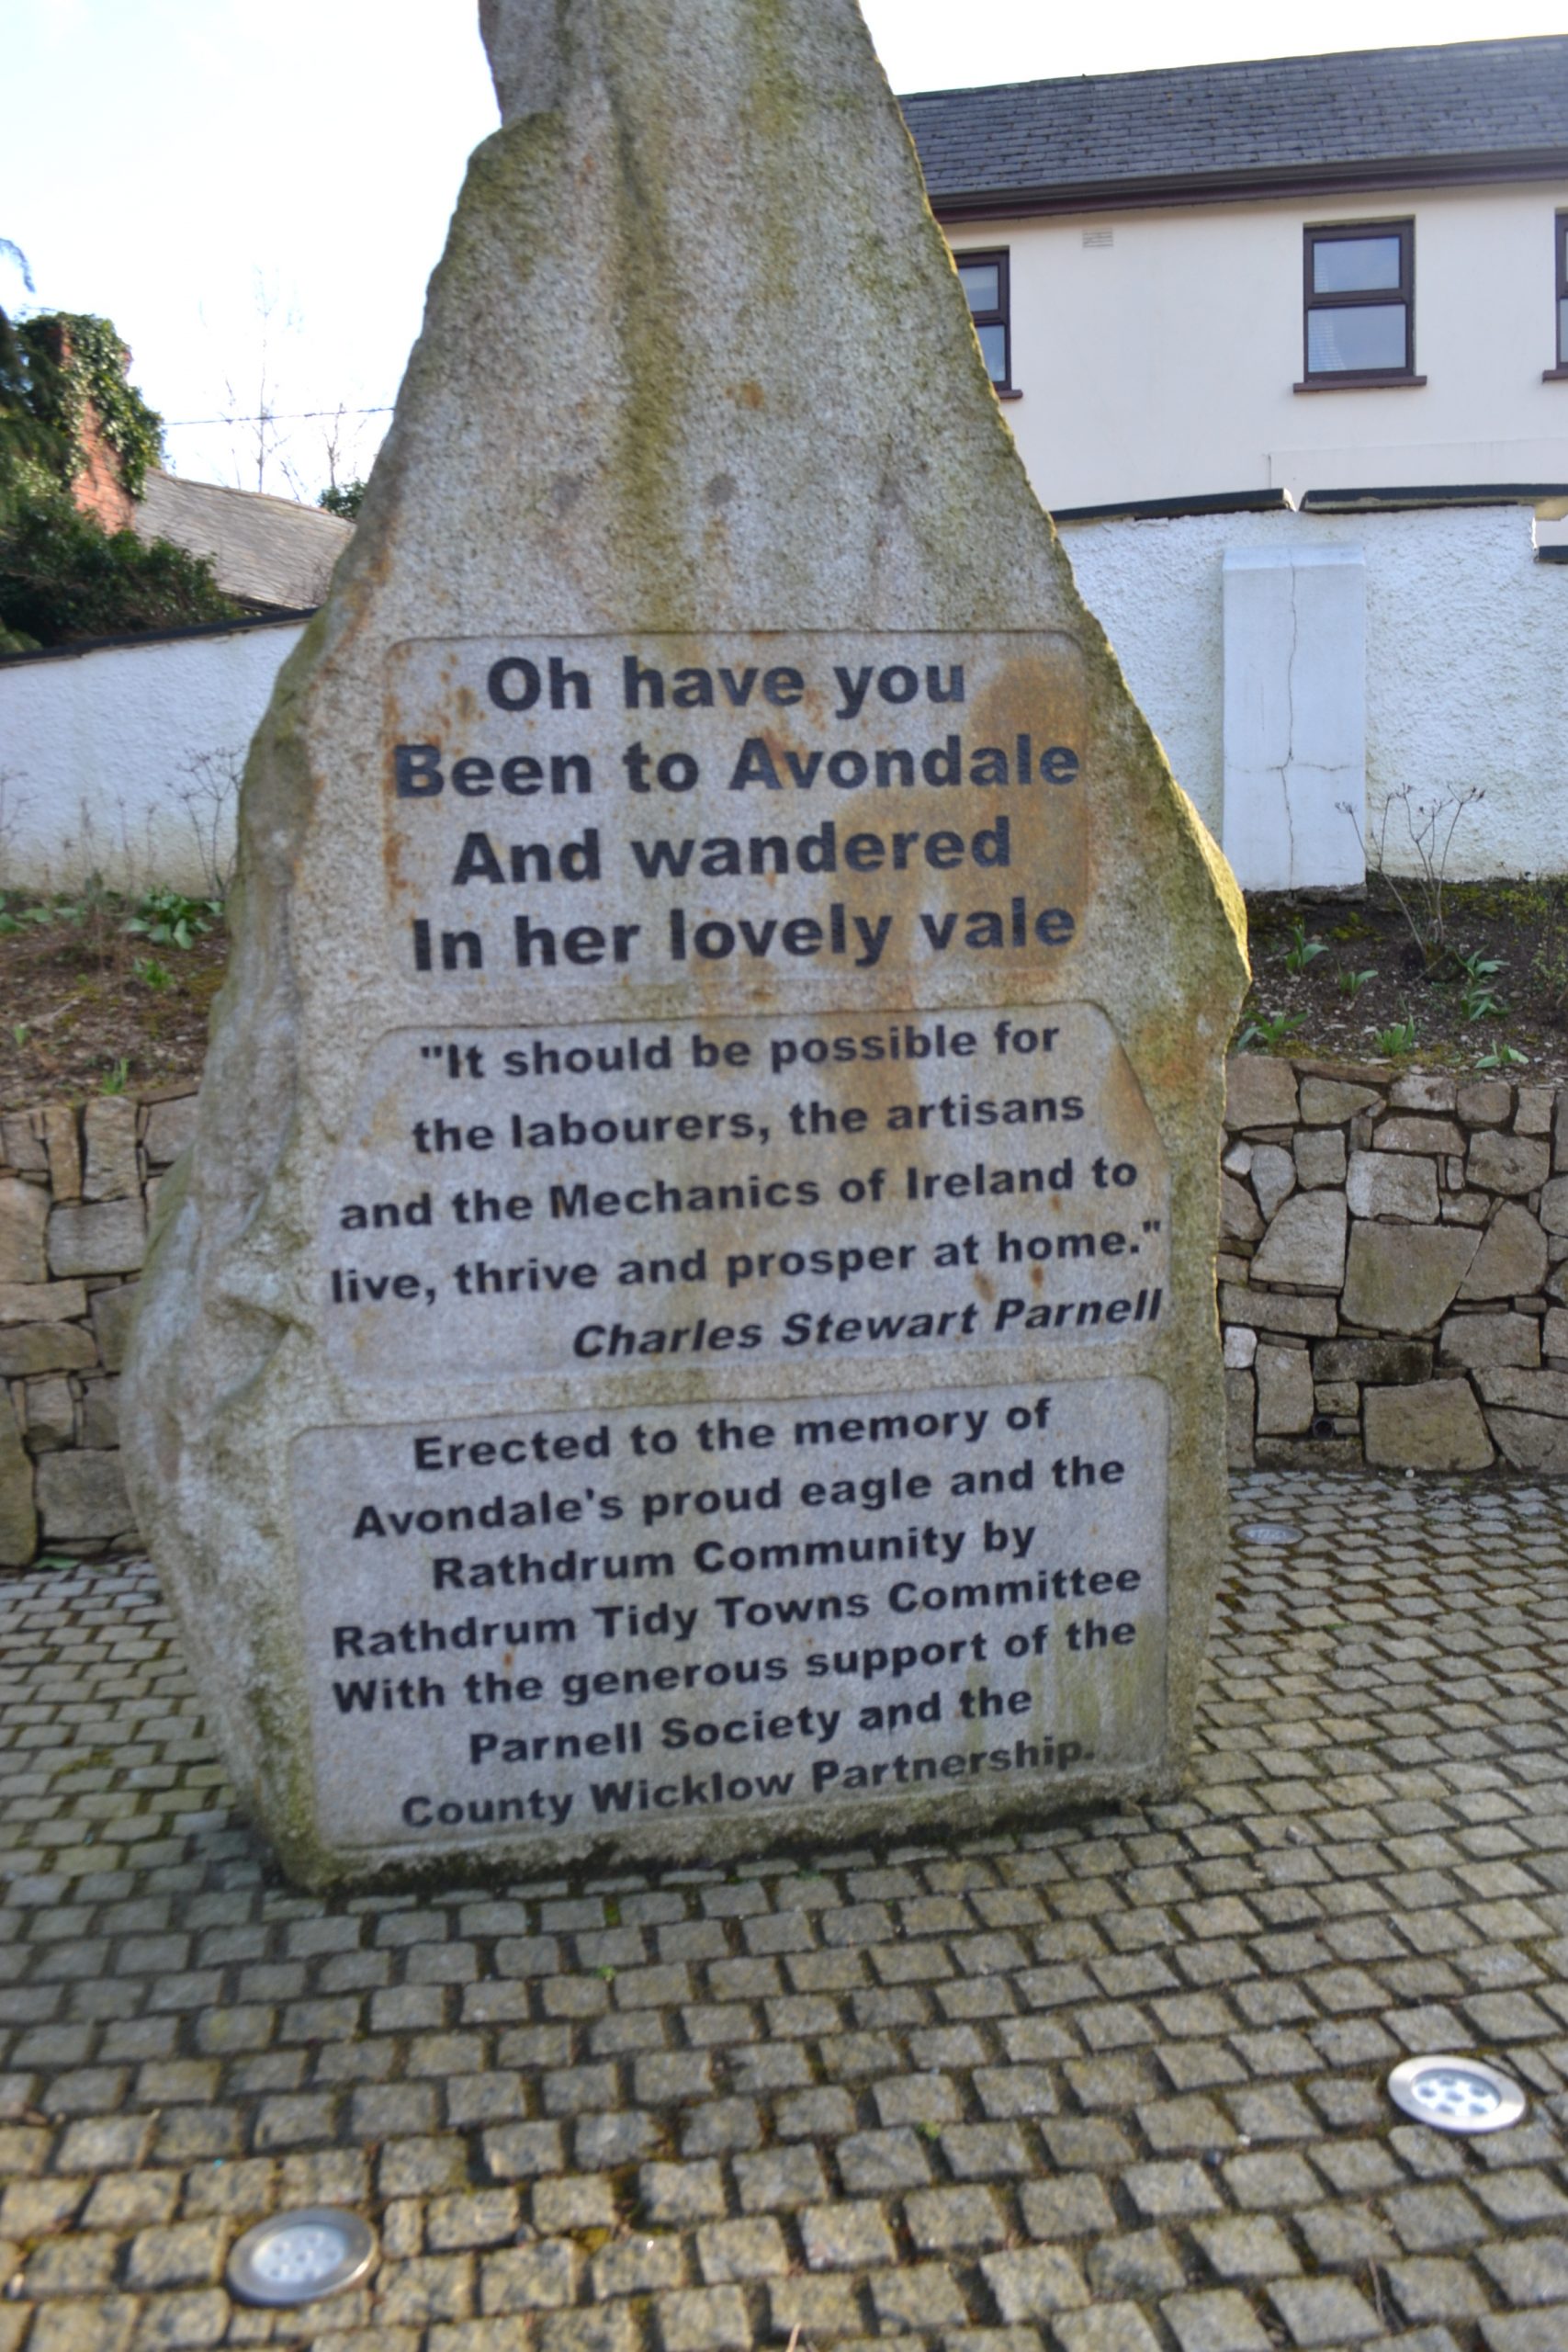 Oh have you
Been to Avondale
And wandered
In her lovely vale
"It should be possible for
the labourers, the artisans
and the Mechanics of Ireland to
live, thrive and prosper at home."
Charles Stewart Parnell
Erected to the memory of
Avondale's proud eagle and the
Rathdrum Community by
Rathdrum Tidy Towns Committee
With the generous support of the
Parnell Society and the
County Wicklow Partnership.